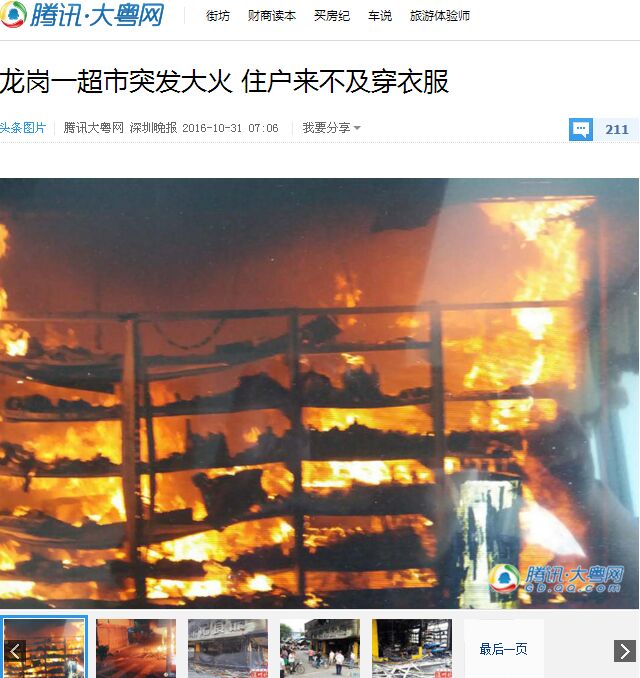 腾讯·大粤网
街坊 财商读本 买房纪 车说 旅游体验师
龙岗一超市突发大火 住户来不及穿衣服
头条图片 腾讯大粤网 深圳晚报 2016-10-31 07:06 我要分享
211
腾讯·大粤网
GD.QQ.COM
最后一页